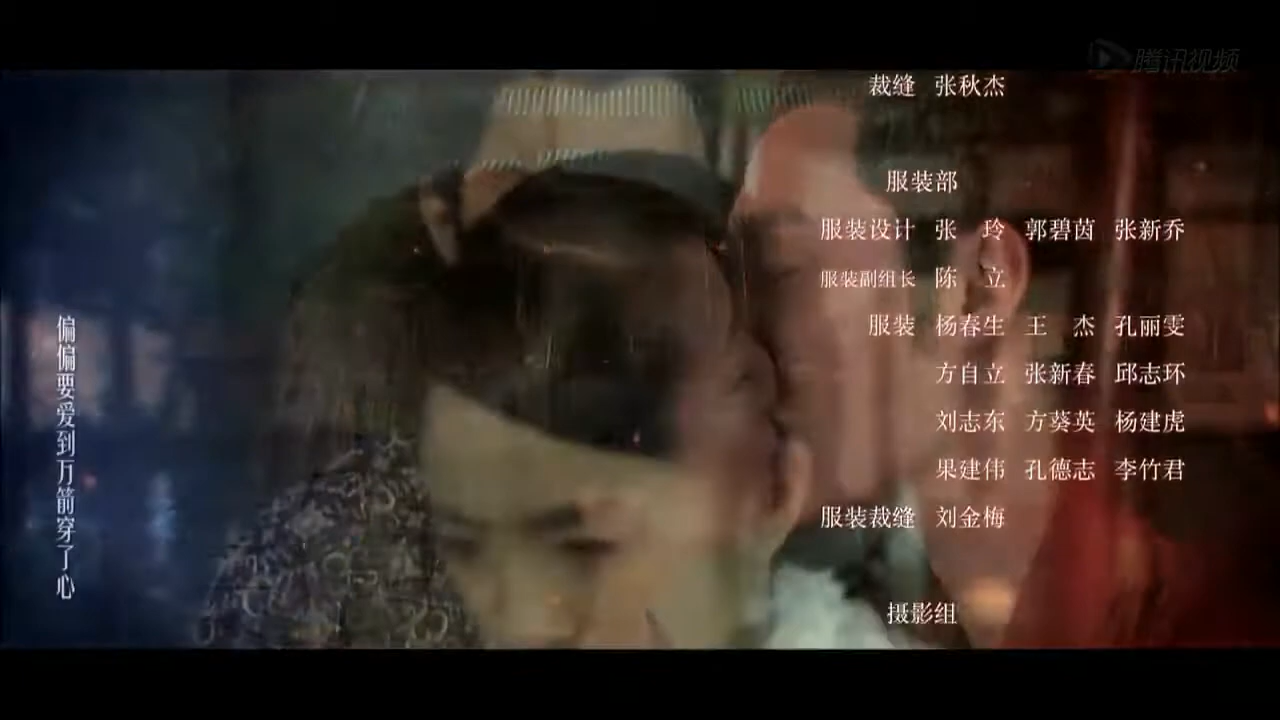 腾讯视频
裁缝 张秋杰
服装部
服装设计 张 玲 郭碧茵 张新乔
服装副组长 陈 立
服装 杨春生 王 杰 孔丽雯
方自立 张新春 邱志环
刘志东 方葵英 杨建虎
果建伟 孔德志 李竹君
服装裁缝 刘金梅
摄影组
偏偏要爱到万箭穿了心